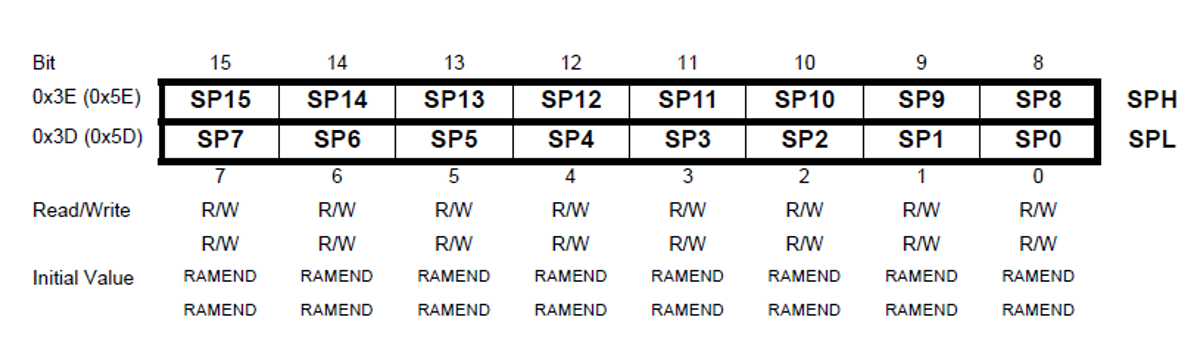 Bit 15 14 13 12 11 10 9 8
0x3E (0x5E) SP15 SP14 SP13 SP12 SP11 SP10 SP9 SP8 SPH
0x3D (0x5D) SP7 SP6 SP5 SP4 SP3 SP2 SP1 SP0 SPL
7 6 5 4 3 2 1 0
Read/Write R/W R/W R/W R/W R/W R/W R/W R/W
R/W R/W R/W R/W R/W R/W R/W R/W
Initial Value RAMEND RAMEND RAMEND RAMEND RAMEND RAMEND RAMEND RAMEND
RAMEND RAMEND RAMEND RAMEND RAMEND RAMEND RAMEND RAMEND